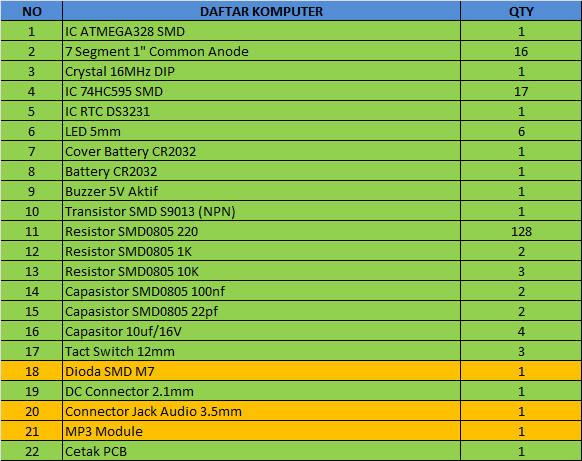 NO DAFTAR KOMPUTER QTY
1 IC ATMEGA328 SMD 1
2 7 Segment 1" Common Anode 16
3 Crystal 16MHz DIP 1
4 IC 74HC595 SMD 17
5 IC RTC DS3231 1
6 LED 5mm 6
7 Cover Battery CR2032 1
8 Battery CR2032 1
9 Buzzer 5V Aktif 1
10 Transistor SMD S9013 (NPN) 1
11 Resistor SMD0805 220 128
12 Resistor SMD0805 1K 2
13 Resistor SMD0805 10K 3
14 Capasistor SMD0805 100nf 2
15 Capasistor SMD0805 22pf 2
16 Capasitor 10uf/16V 4
17 Tact Switch 12mm 3
18 Dioda SMD M7 1
19 DC Connector 2.1mm 1
20 Connector Jack Audio 3.5mm 1
21 MP3 Module 1
22 Cetak PCB 1